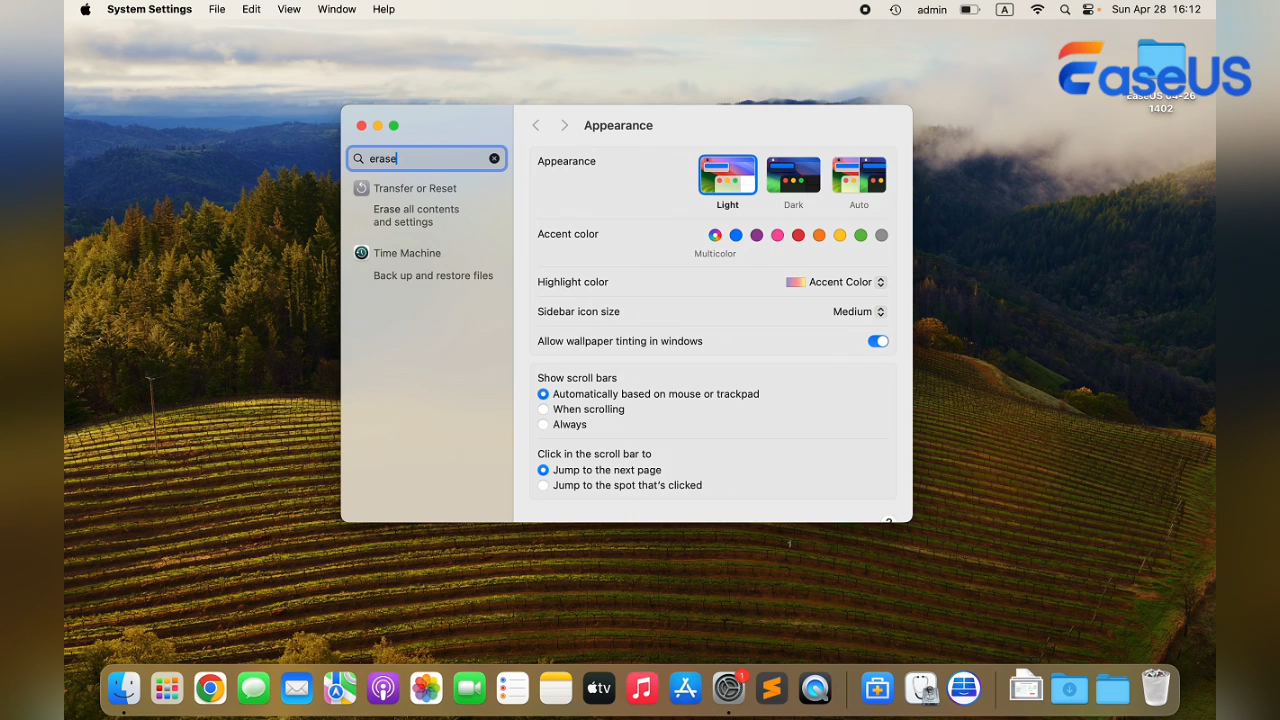 System Settings File Edit View Window Help admin A Sun Apr 28 16:12
EaseUS
EaseUS 04-26
1402
erase
Appearance
Transfer or Reset
Erase all contents
and settings
Time Machine
Back up and restore files
Appearance
Light Dark Auto
Accent color
Multicolor
Highlight color Accent Color
Sidebar icon size Medium
Allow wallpaper tinting in windows
Show scroll bars
Automatically based on mouse or trackpad
When scrolling
Always
Click in the scroll bar to
Jump to the next page
Jump to the spot that's clicked
?
tv
1